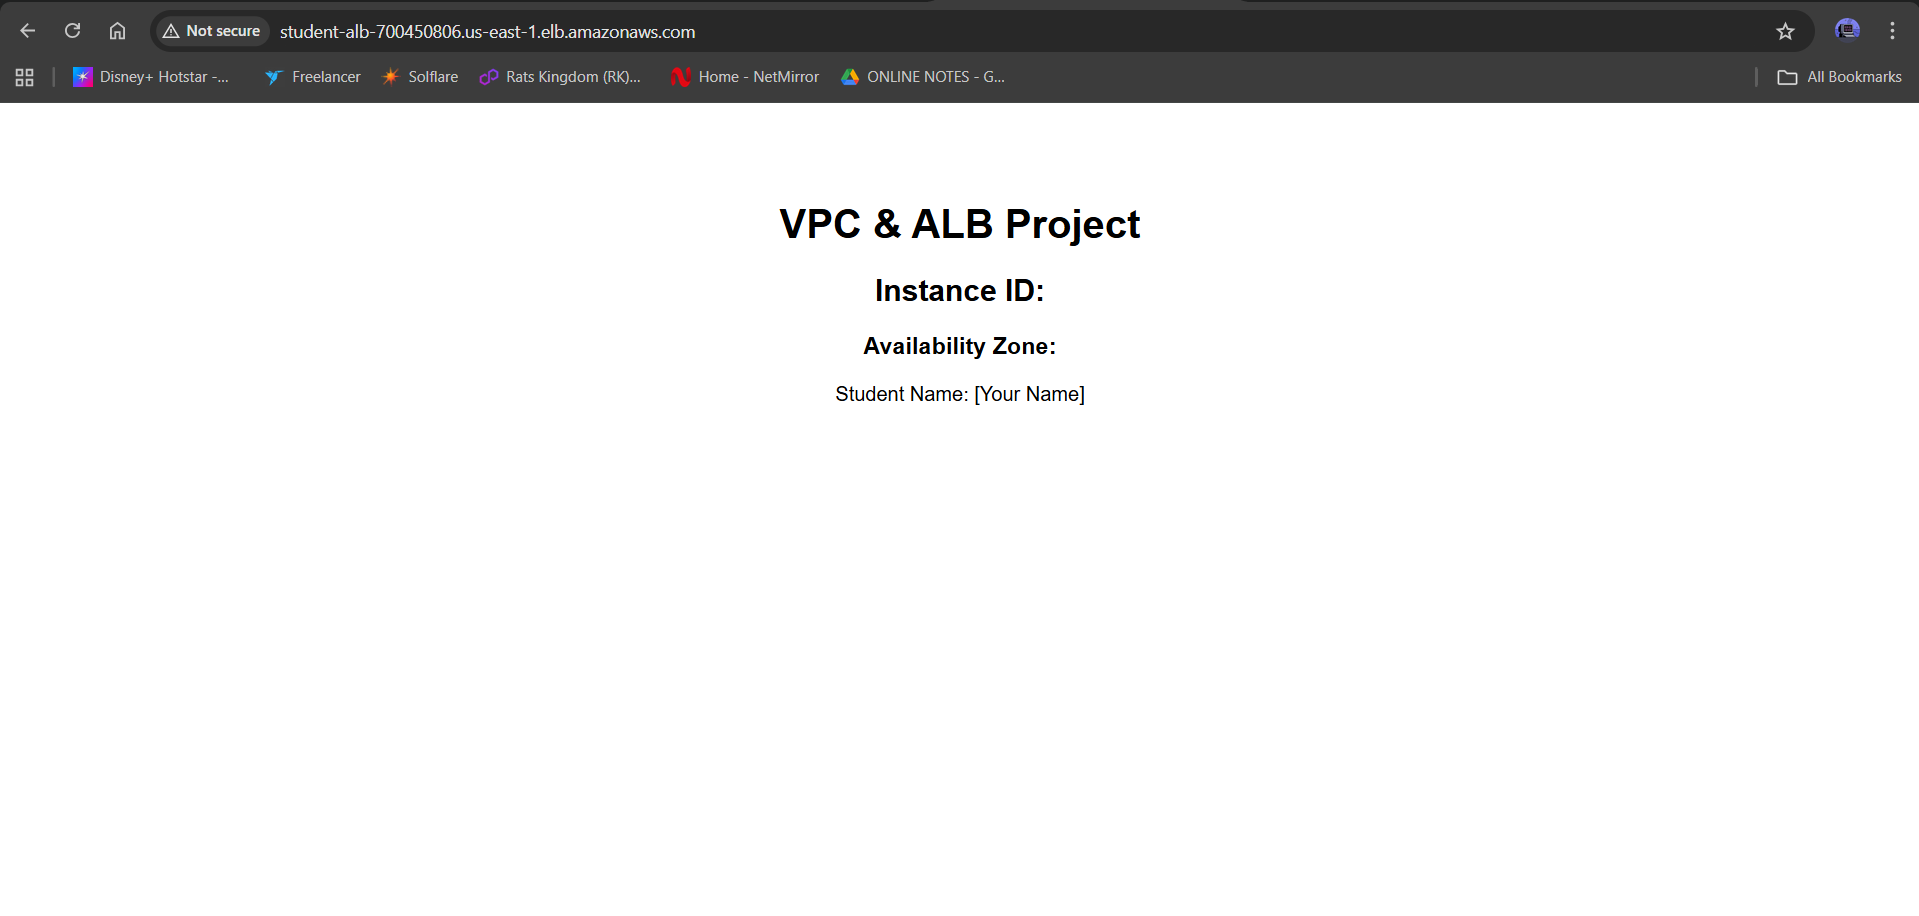 Not secure student-alb-700450806.us-east-1.elb.amazonaws.com
Disney+ Hotstar -... Freelancer Solflare Rats Kingdom (RK)... Home - NetMirror ONLINE NOTES - G... All Bookmarks
VPC & ALB Project
Instance ID:
Availability Zone:
Student Name: [Your Name]